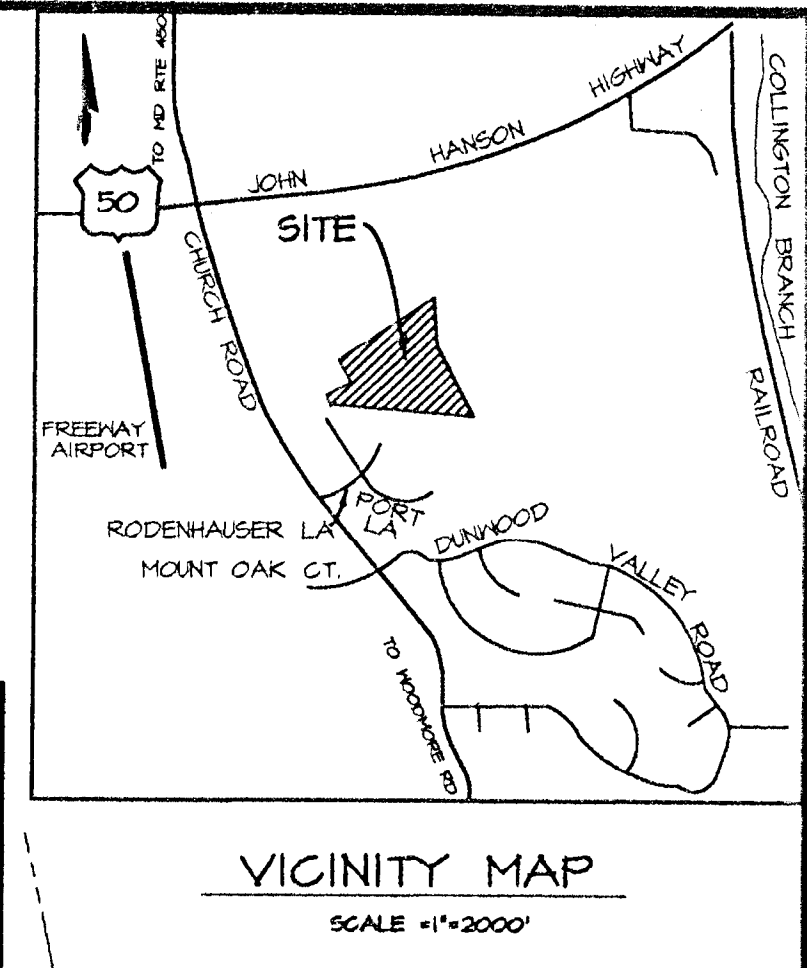 TO MD RTE 450
50
JOHN HANSON HIGHWAY
COLLINGTON BRANCH
SITE
CHURCH ROAD
RAILROAD
FREEWAY
AIRPORT
PORT
LA
RODENHAUSER LA
MOUNT OAK CT.
DUNWOOD VALLEY ROAD
TO WOODMORE RD
VICINITY MAP
SCALE =1"=2000'